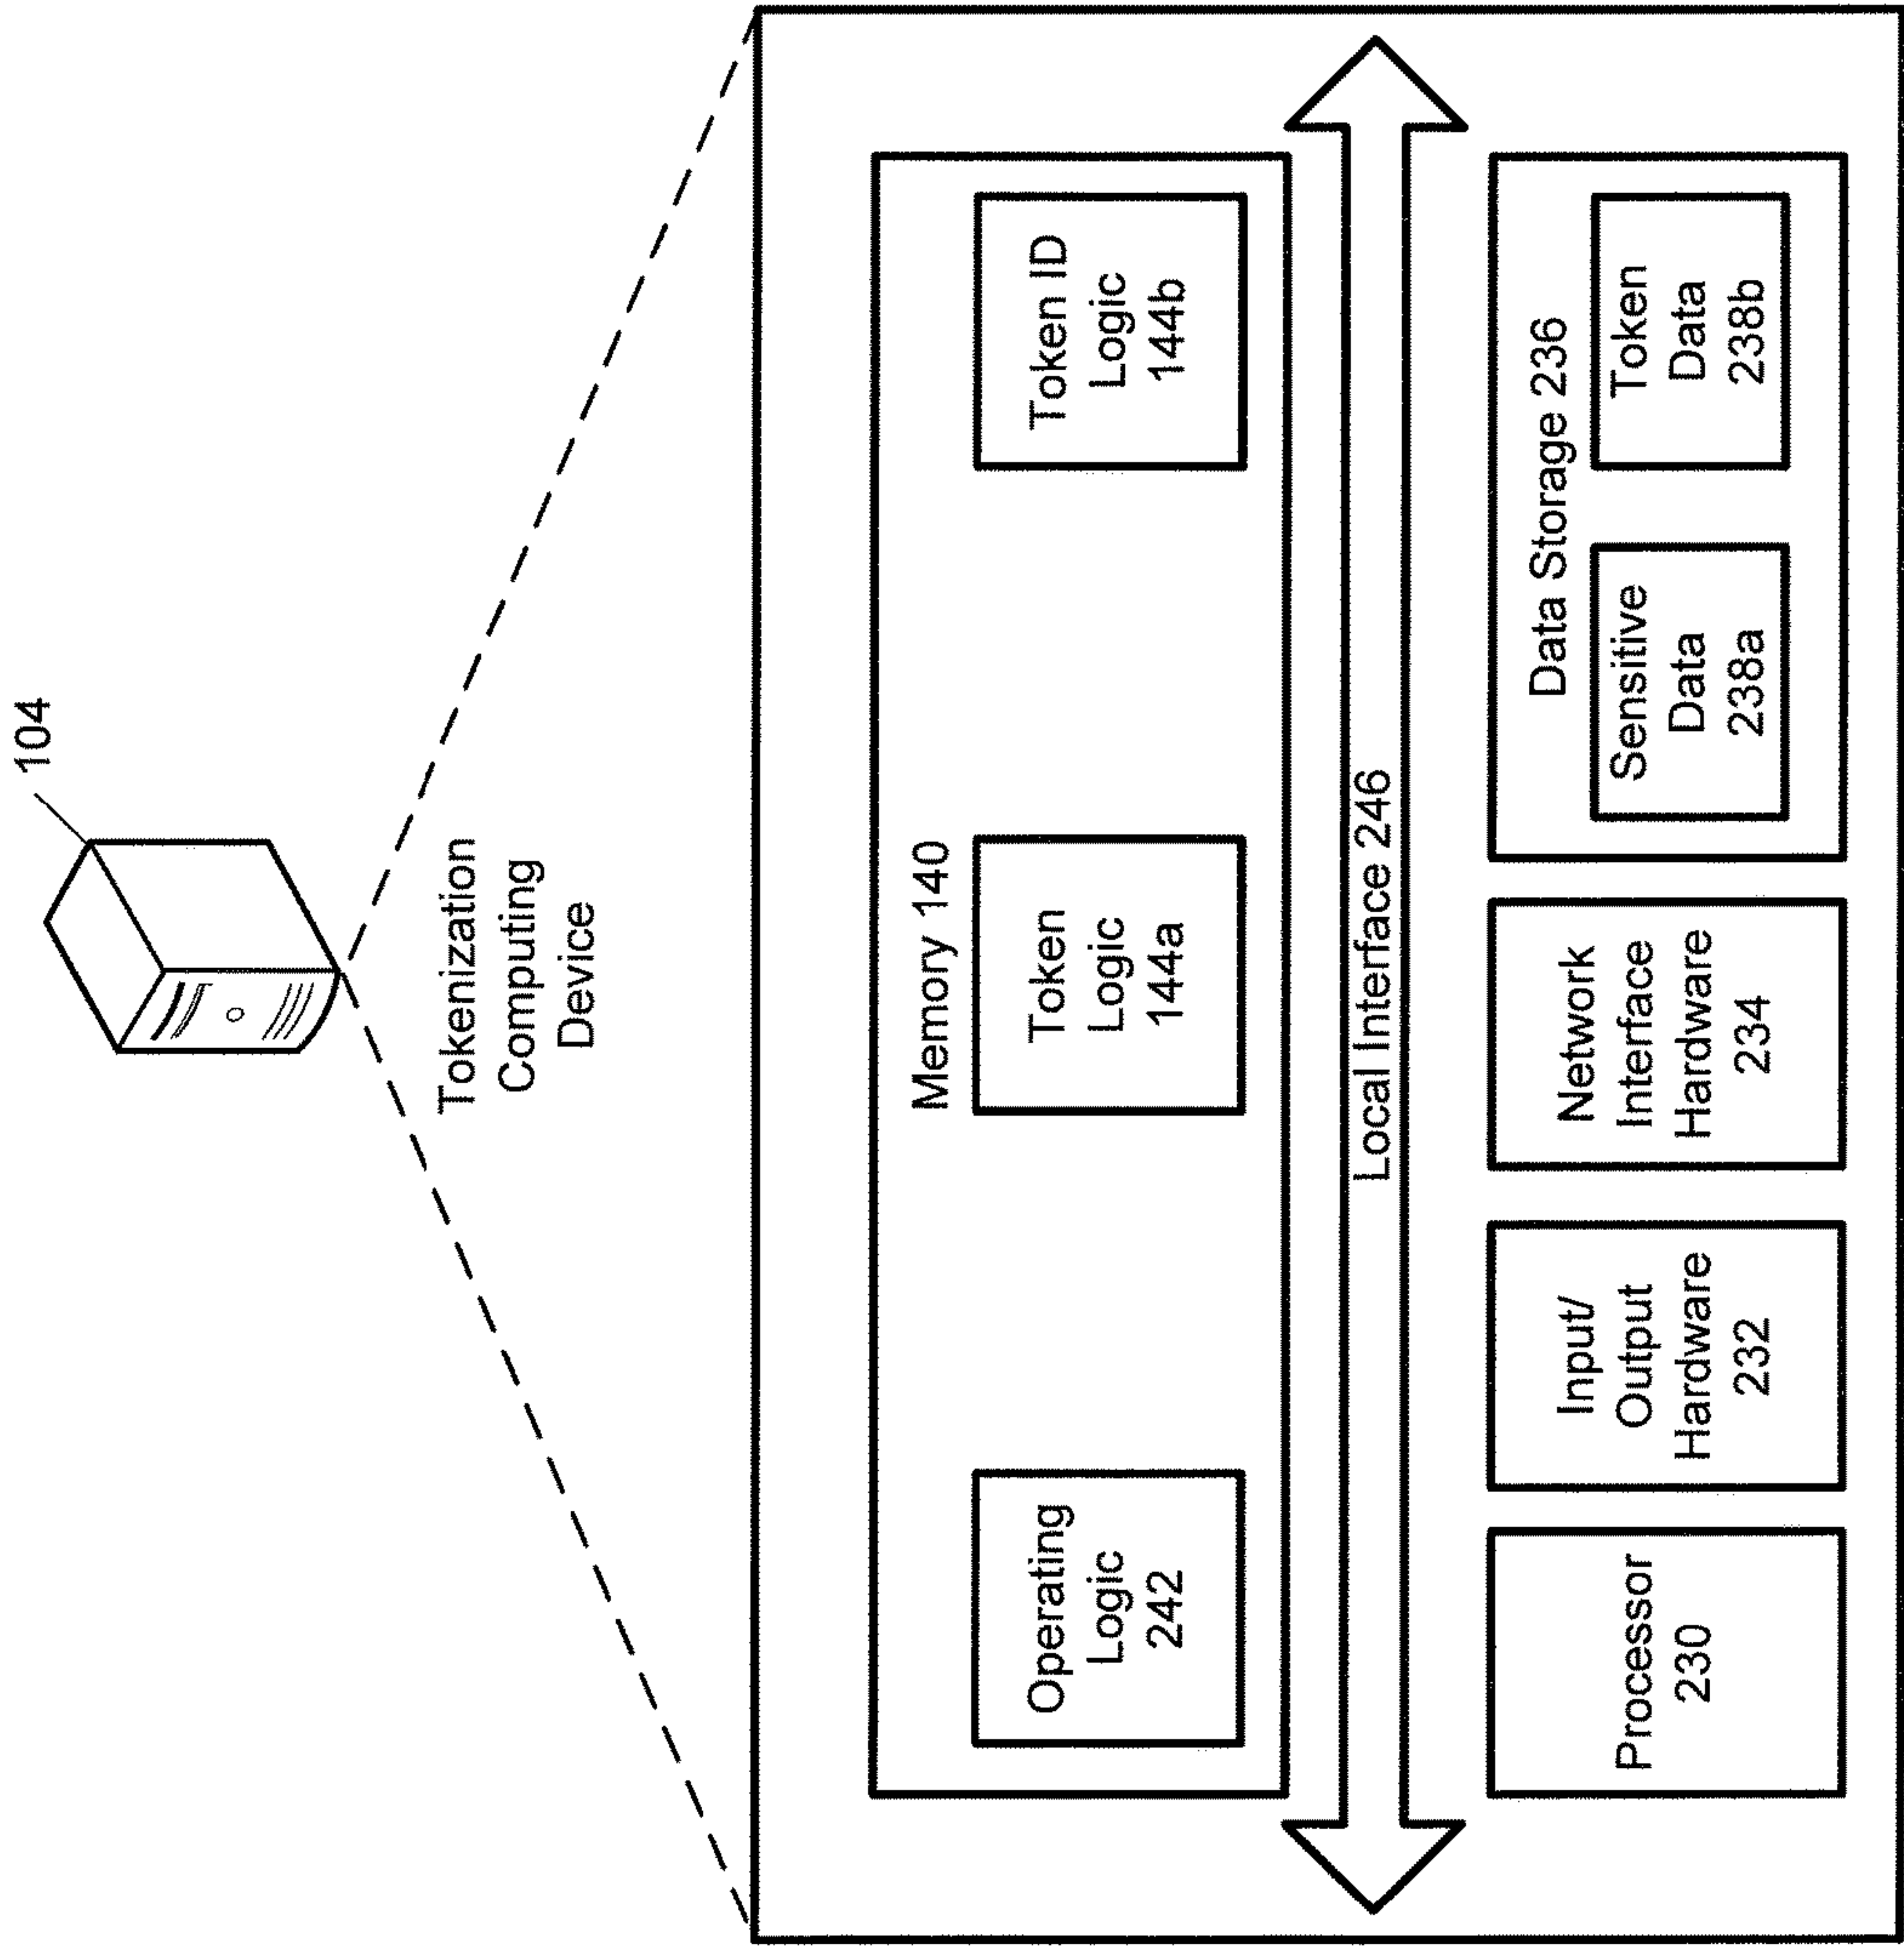 104
Tokenization
Computing
Device
Memory 140
Operating
Logic
242
Token
Logic
144a
Token ID
Logic
144b
Local Interface 246
Processor
230
Input/
Output
Hardware
232
Network
Interface
Hardware
234
Data Storage 236
Sensitive
Data
238a
Token
Data
238b